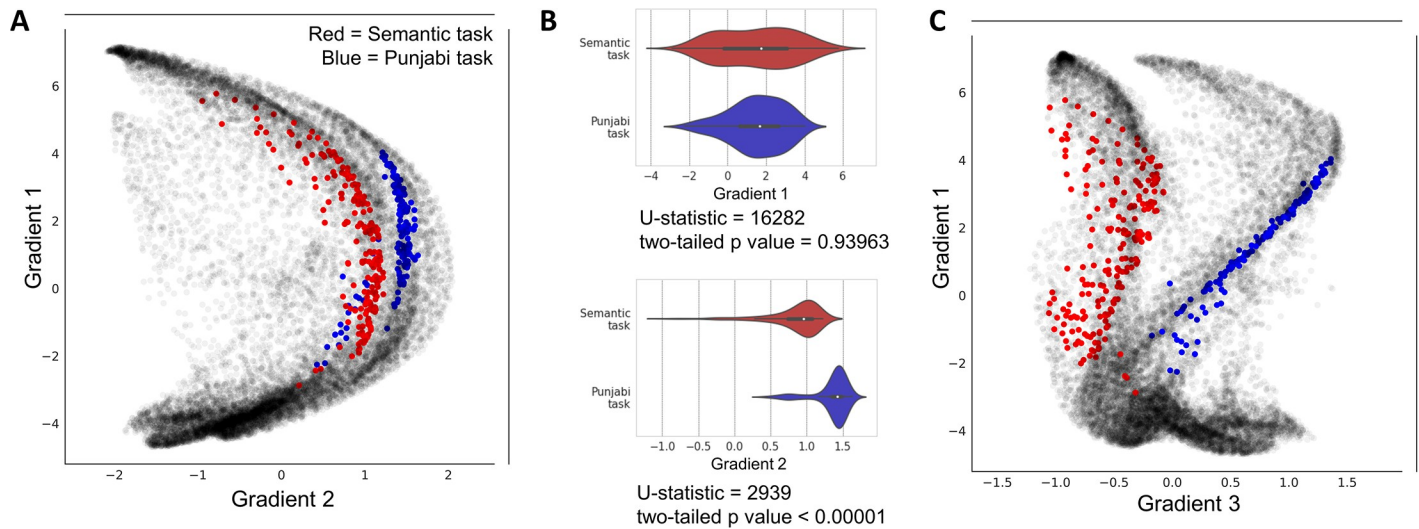 A
Red = Semantic task
Blue = Punjabi task
Gradient 1
6
4
2
0
−2
−4
−2
−1
0
1
2
Gradient 2
B
Semantic
task
Punjabi
task
−4
−2
0
2
4
6
Gradient 1
U-statistic = 16282
two-tailed p value = 0.93963
Semantic
task
Punjabi
task
−1.0
−0.5
0.0
0.5
1.0
1.5
Gradient 2
U-statistic = 2939
two-tailed p value < 0.00001
C
Gradient 1
6
4
2
0
−2
−4
−1.5
−1.0
−0.5
0.0
0.5
1.0
1.5
Gradient 3